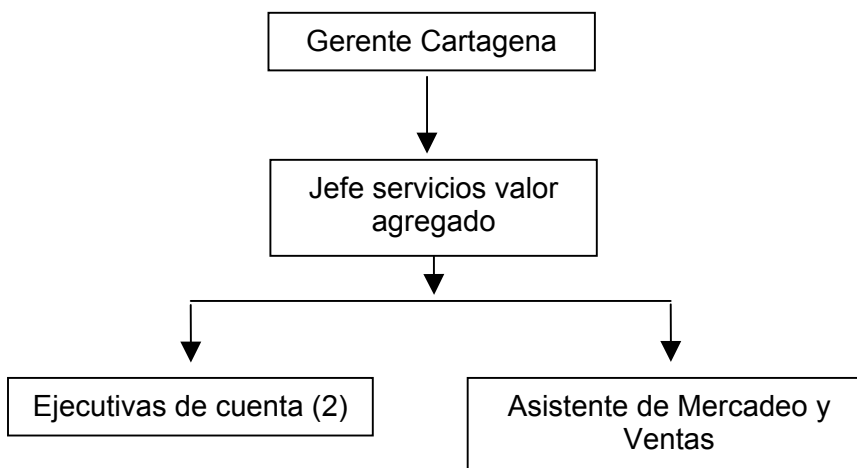 Gerente Cartagena
Jefe servicios valor
agregado
Ejecutivas de cuenta (2)
Asistente de Mercadeo y
Ventas